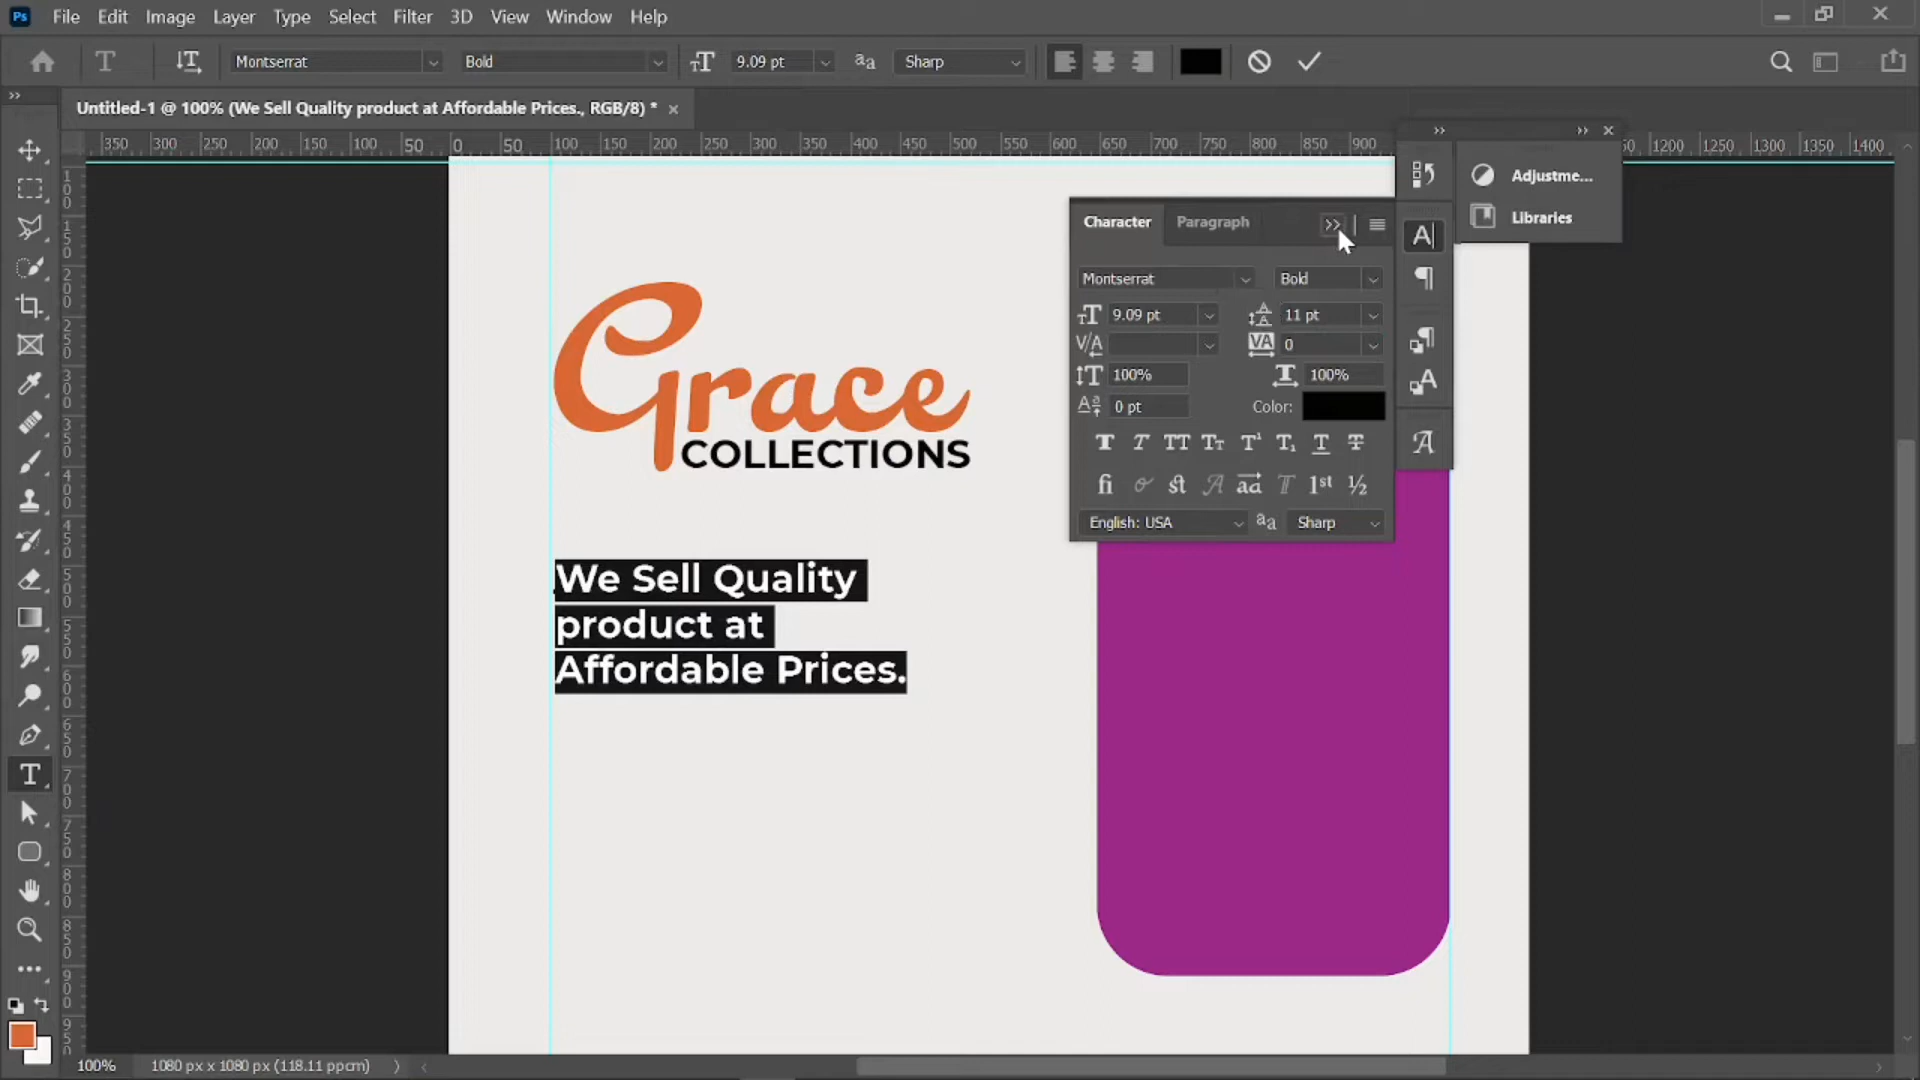 Ps File Edit Image Layer Type Select Filter 3D View Window Help
T Montserrat Bold 9.09 pt Sharp
Untitled-1 @ 100% (We Sell Quality product at Affordable Prices., RGB/8) *
350 300 250 200 150 100 50 0 50 100 150 200 250 300 350 400 450 500 550 600 650 700 750 800 850 900 1200 1250 1300 1350 1400
Adjustme...
Libraries
Character Paragraph
Montserrat Bold
9.09 pt 11 pt
0
100% 100%
0 pt Color:
English: USA Sharp
Grace
COLLECTIONS
We Sell Quality
product at
Affordable Prices.
100% 1080 px x 1080 px (118.11 ppcm)